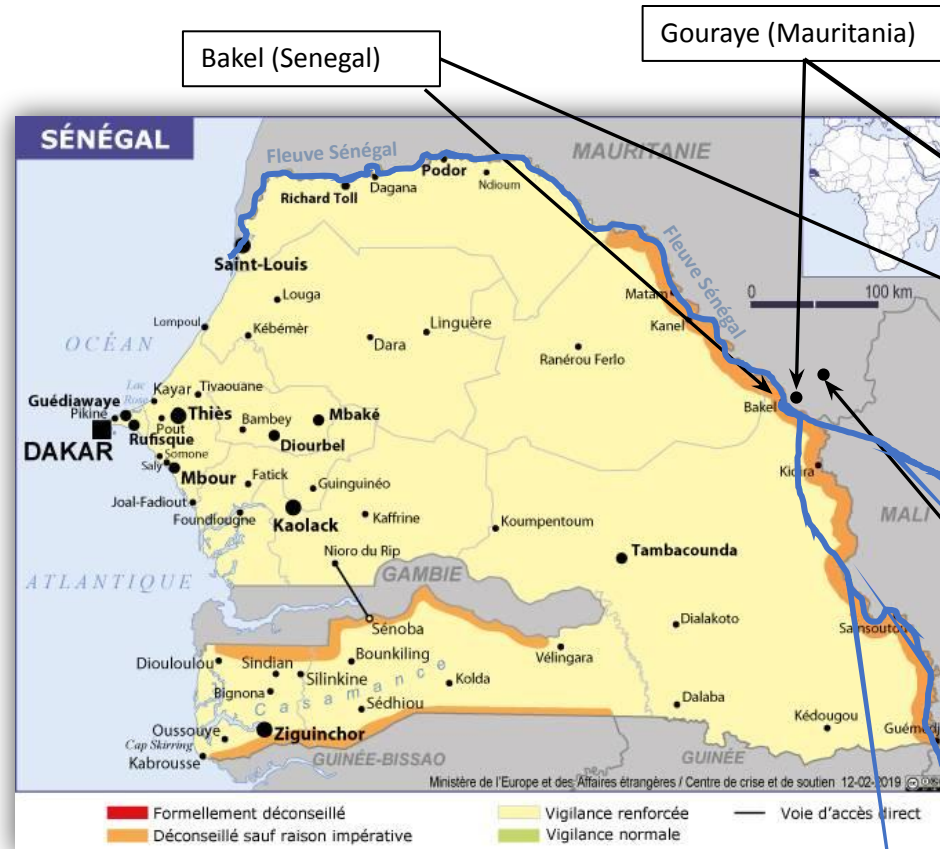 Bakel (Senegal)
Gouraye (Mauritania)
SÉNÉGAL
Fleuve Sénégal
MAURITANIE
Podor
Dagana
Ndioum
Richard Toll
Saint-Louis
Fleuve Sénégal
Louga
Matam
0 100 km
Lompoul
Kébémèr
Linguère
Kanel
OCÉAN
Dara
Ranérou Ferlo
Lac Rose
Kayar
Tivaouane
Guédiawaye
Pikine
Thiès
Bambey
Mbaké
Bakel
DAKAR
Rufisque
Pout
Diourbel
Somone
Saly
Mbour
Fatick
Guinguinéo
Kidira
Joal-Fadiout
Foundiougne
Kaolack
Kaffrine
Koumpentoum
MALI
Nioro du Rip
Tambacounda
ATLANTIQUE
GAMBIE
Sénoba
Dialakoto
Diouloulou
Sindian
Bounkiling
Vélingara
Silinkine
Casamance
Kolda
Bignona
Sédhiou
Dalaba
Oussouye
Ziguinchor
Kédougou
Cap Skirring
Kabrousse
GUINÉE-BISSAO
GUINÉE
Ministère de l'Europe et des Affaires étrangères / Centre de crise et de soutien 12-02-2019
Formellement déconseillé
Vigilance renforcée
Voie d'accès direct
Déconseillé sauf raison impérative
Vigilance normale